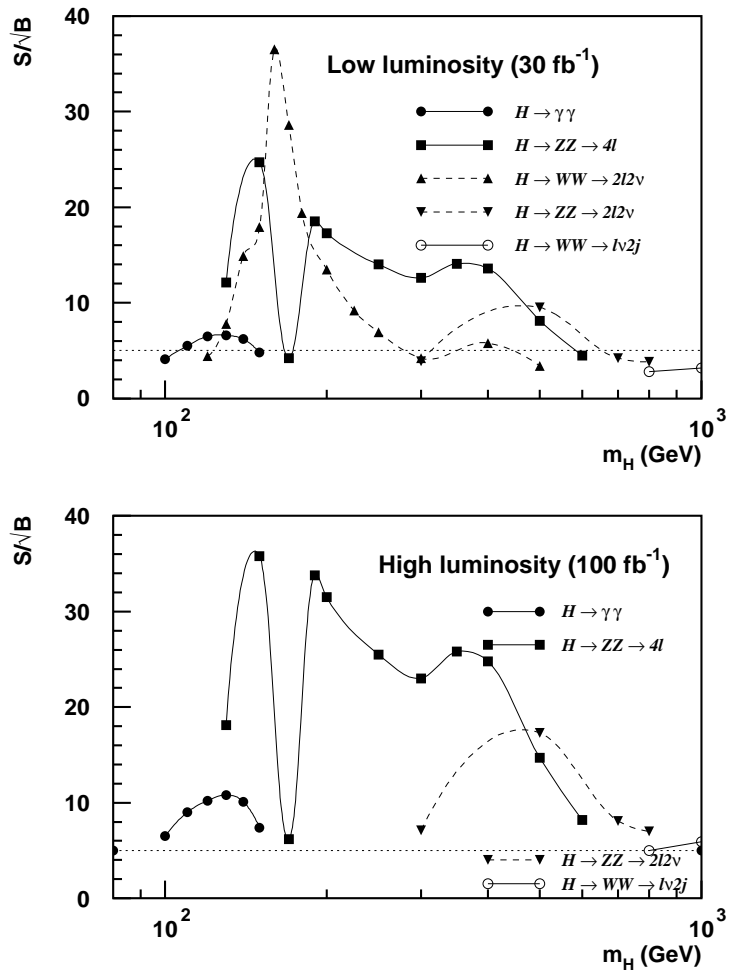 S/√B
40
30
20
10
0
Low luminosity (30 fb⁻¹)
H → γ γ
H → ZZ → 4l
H → WW → 2l2ν
H → ZZ → 2l2ν
H → WW → lν2j
10²
10³
m_H (GeV)
S/√B
40
30
20
10
0
High luminosity (100 fb⁻¹)
H → γ γ
H → ZZ → 4l
H → ZZ → 2l2ν
H → WW → lν2j
10²
10³
m_H (GeV)